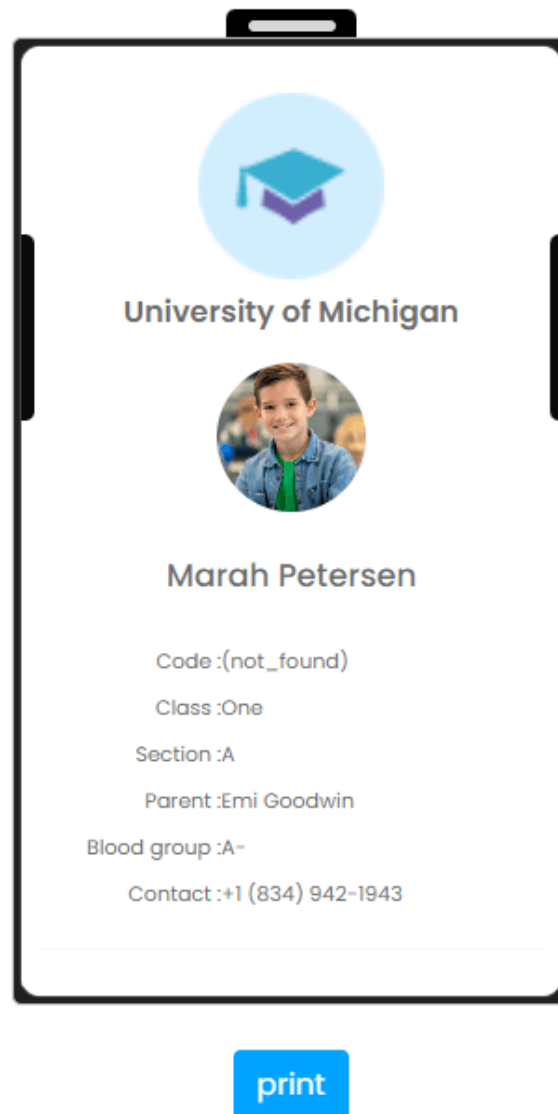 University of Michigan
Marah Petersen
Code :(not_found)
Class :One
Section :A
Parent :Emi Goodwin
Blood group :A-
Contact :+1 (834) 942-1943
print